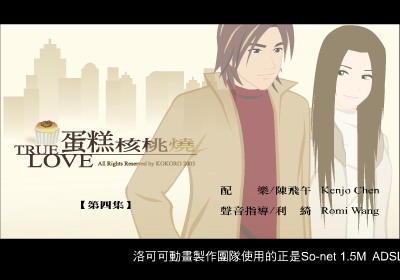 TRUE LOVE
蛋糕核桃燒
All Rights Reserved by KOKORO 2003
【第四集】
配 樂/陳飛午 Kenjo Chen
聲音指導/利 綺 Romi Wang
洛可可動畫製作團隊使用的正是So-net 1.5M ADSL